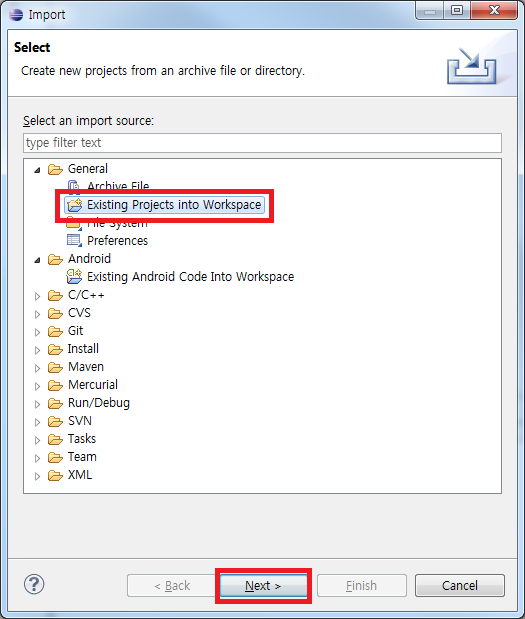 Import
Select
Create new projects from an archive file or directory.
Select an import source:
type filter text
General
Archive File
Existing Projects into Workspace
File System
Preferences
Android
Existing Android Code Into Workspace
C/C++
CVS
Git
Install
Maven
Mercurial
Run/Debug
SVN
Tasks
Team
XML
?
< Back
Next >
Finish
Cancel